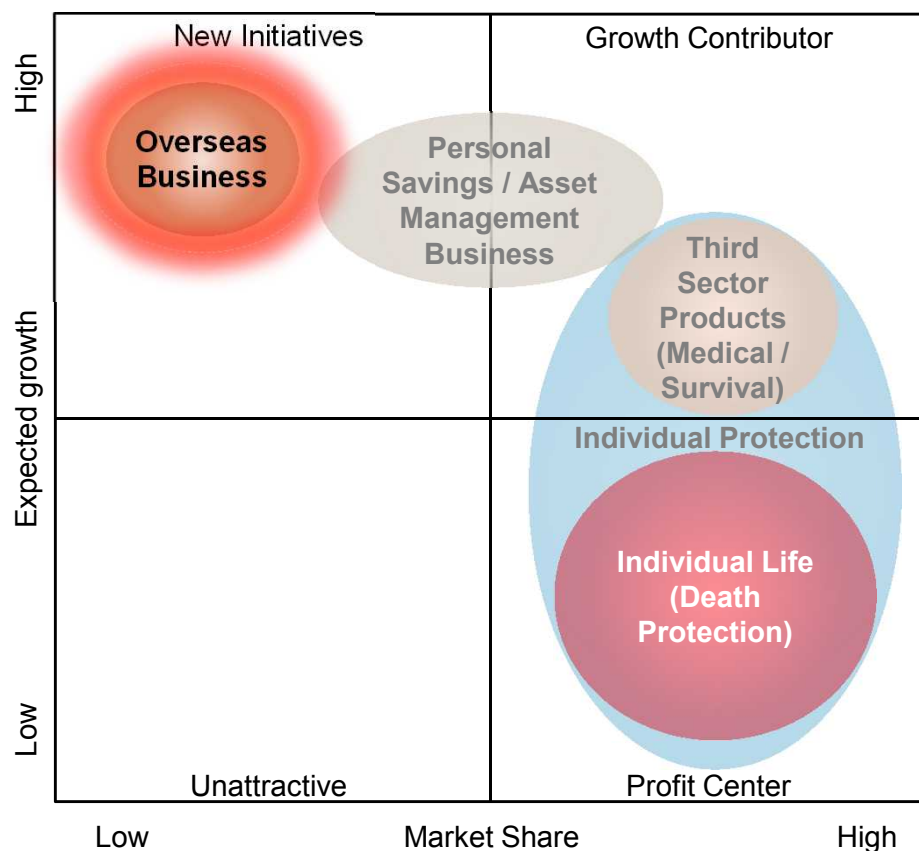 New Initiatives
Growth Contributor
High
Overseas
Business
Personal
Savings / Asset
Management
Business
Third
Sector
Products
(Medical /
Survival)
Expected growth
Individual Protection
Individual Life
(Death
Protection)
Low
Unattractive
Profit Center
Low
Market Share
High